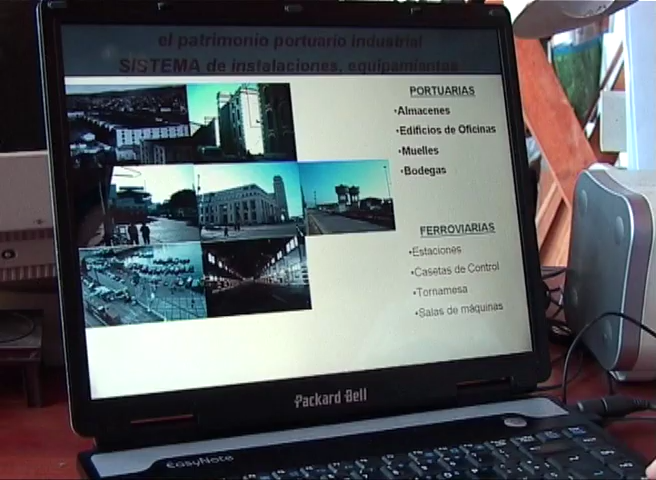 el patrimonio portuario industrial
SISTEMA de instalaciones, equipamiantas
PORTUARIAS
•Almacenes
•Edificios de Oficinas
•Muelles
•Bodegas
FERROVIARIAS
•Estaciones
•Casetas de Control
•Tornamesa
•Salas de máquinas
Packard Bell
EasyNote